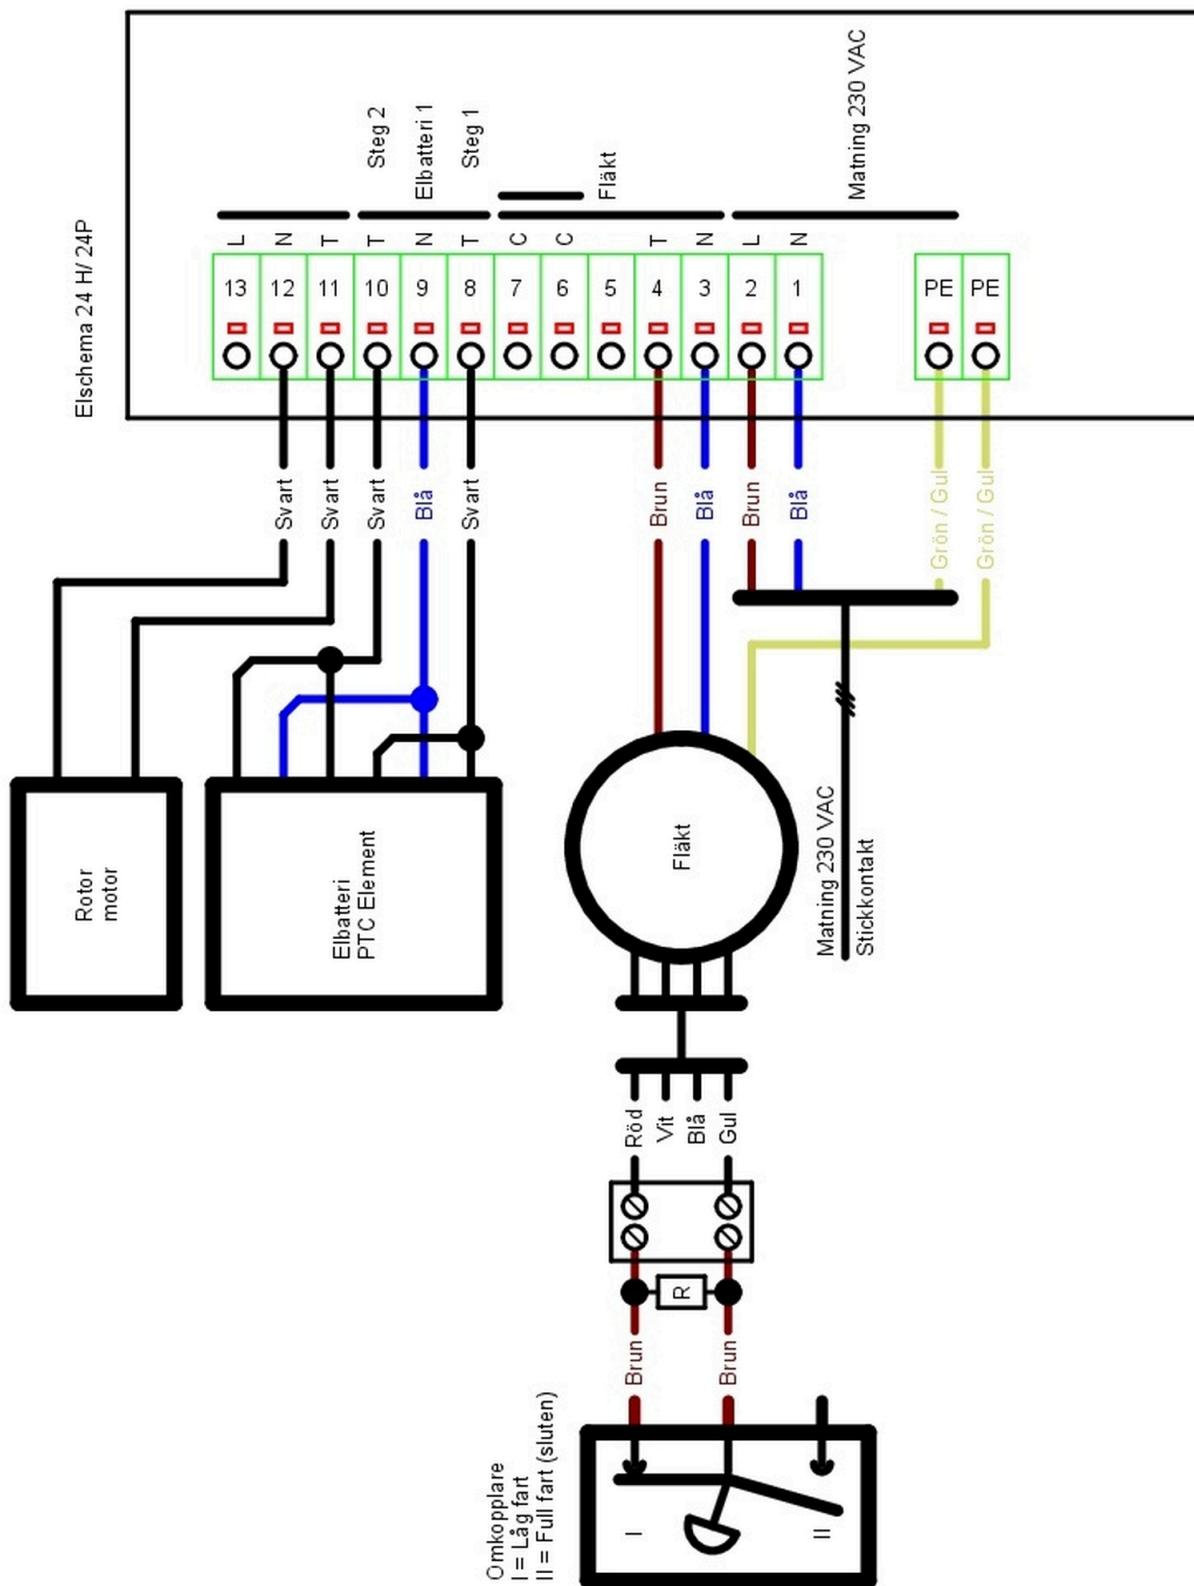 Elschema 24 H/ 24P
Steg 2
Elbatteri 1
Steg 1
Fläkt
Matning 230 VAC
L
N
T
T
N
T
C
C
T
N
L
N
13
12
11
10
9
8
7
6
5
4
3
2
1
PE
PE
Svart
Svart
Svart
Blå
Svart
Brun
Blå
Brun
Blå
Grön / Gul
Grön / Gul
Rotor
motor
Elbatteri
PTC Element
Fläkt
Matning 230 VAC
Stickkontakt
Röd
Vit
Blå
Gul
R
Brun
Brun
Omkopplare
I = Låg fart
II = Full fart (sluten)
I
II